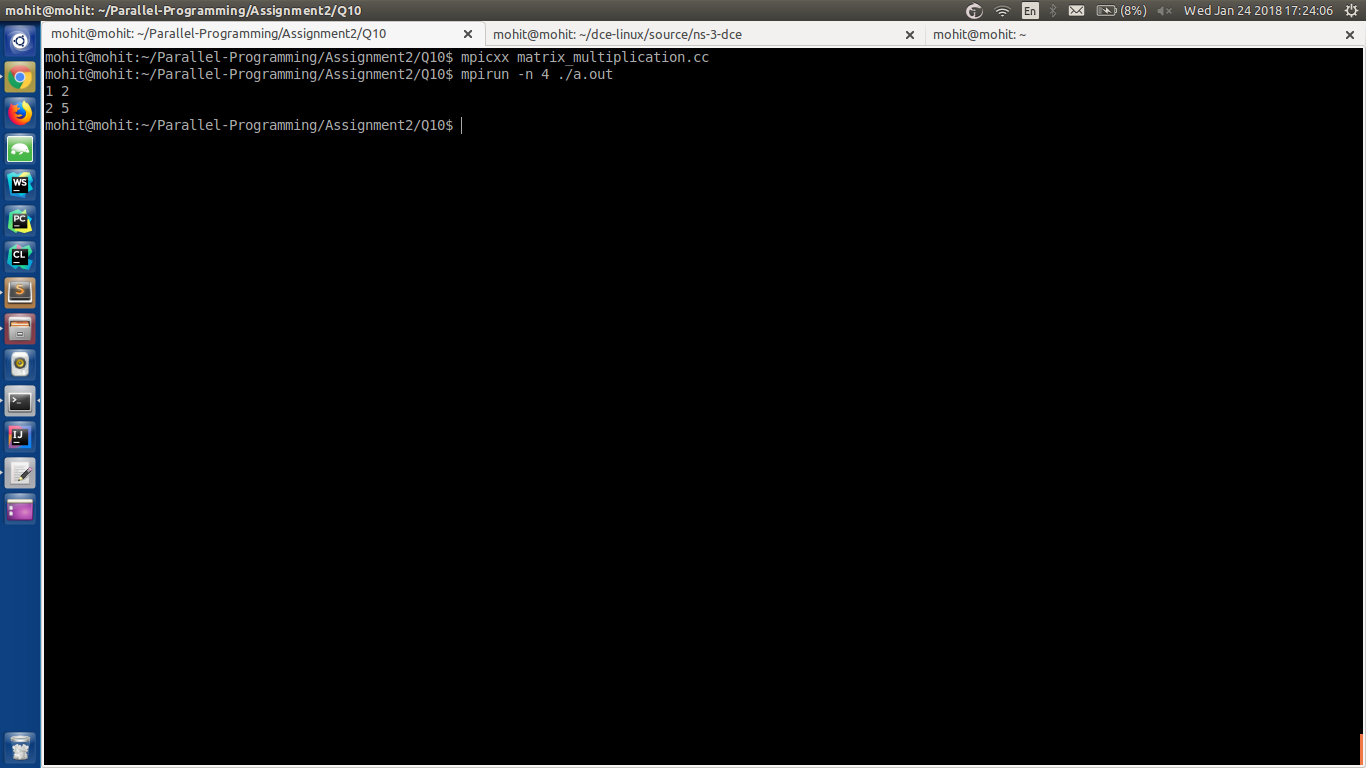 mohit@mohit: ~/Parallel-Programming/Assignment2/Q10
En
(8%)
Wed Jan 24 2018 17:24:06
mohit@mohit: ~/Parallel-Programming/Assignment2/Q10
mohit@mohit: ~/dce-linux/source/ns-3-dce
mohit@mohit: ~
mohit@mohit:~/Parallel-Programming/Assignment2/Q10$ mpicxx matrix_multiplication.cc
mohit@mohit:~/Parallel-Programming/Assignment2/Q10$ mpirun -n 4 ./a.out
1 2
2 5
mohit@mohit:~/Parallel-Programming/Assignment2/Q10$
WS
PC
CL
S
>_
IJ